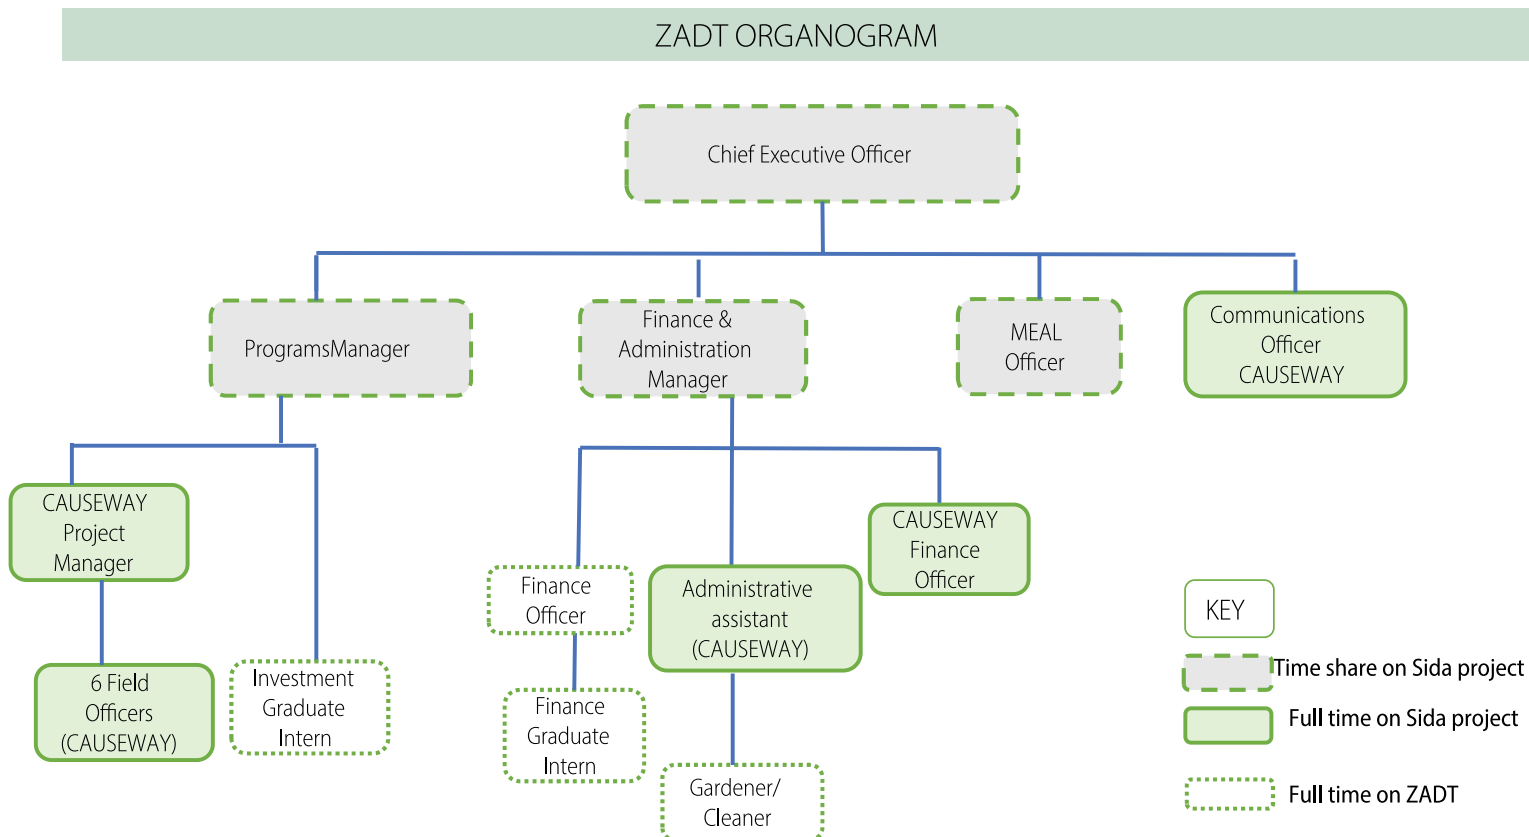 ZADT ORGANOGRAM
Chief Executive Officer
ProgramsManager
Finance &
Administration
Manager
MEAL
Officer
Communications
Officer
CAUSEWAY
CAUSEWAY
Project
Manager
CAUSEWAY
Finance
Officer
Finance
Officer
Administrative
assistant
(CAUSEWAY)
6 Field
Officers
(CAUSEWAY)
Investment
Graduate
Intern
Finance
Graduate
Intern
Gardener/
Cleaner
KEY
Time share on Sida project
Full time on Sida project
Full time on ZADT